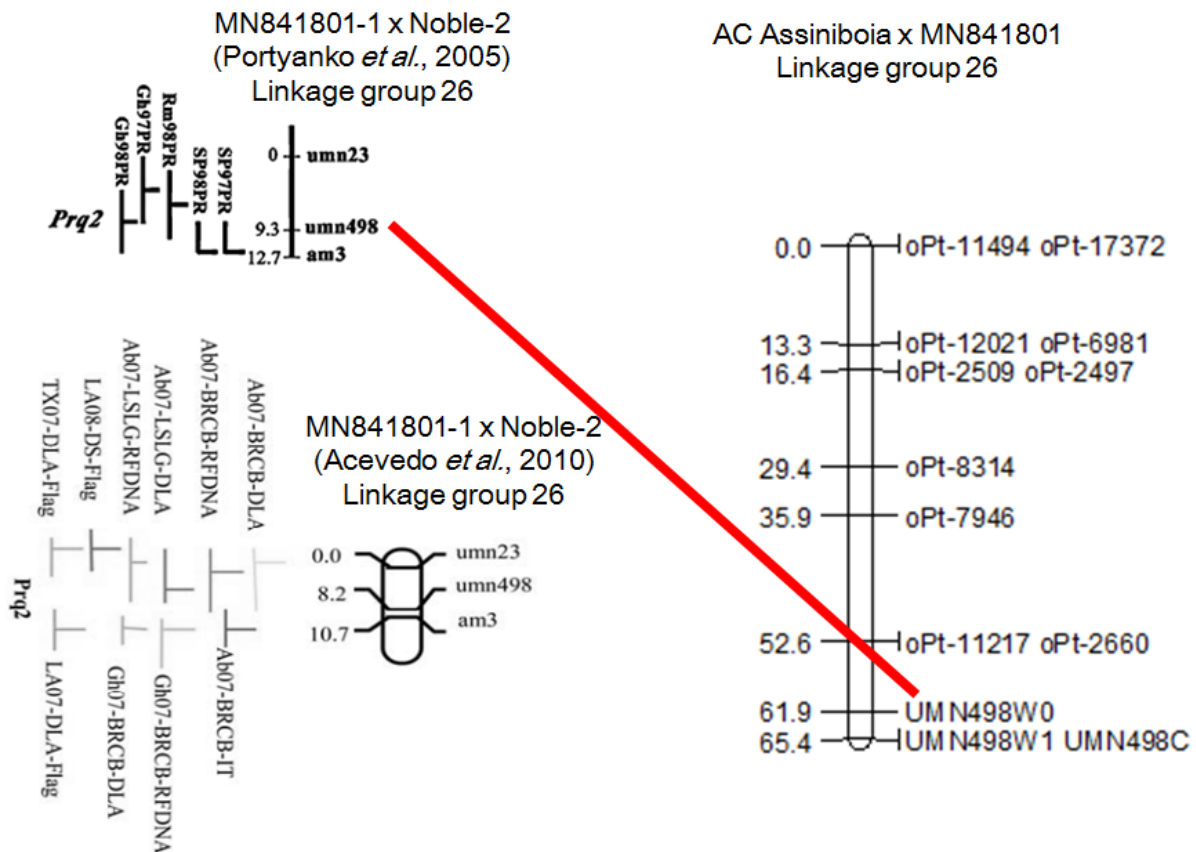 MN841801-1 x Noble-2
(Portyanko et al., 2005)
Linkage group 26
Gh98PR
Gh97PR
Rm98PR
SP98PR
SP97PR
Prq2
0 umn23
9.3 umn498
12.7 am3
AC Assiniboia x MN841801
Linkage group 26
0.0 oPt-11494 oPt-17372
13.3 oPt-12021 oPt-6981
16.4 oPt-2509 oPt-2497
29.4 oPt-8314
35.9 oPt-7946
52.6 oPt-11217 oPt-2660
61.9 UMN498W0
65.4 UMN498W1 UMN498C
TX07-DLA-Flag
LA08-DS-Flag
Ab07-LSLG-RFDNA
Ab07-LSLG-DLA
Ab07-BRCB-RFDNA
Ab07-BRCB-DLA
MN841801-1 x Noble-2
(Acevedo et al., 2010)
Linkage group 26
Prq2
0.0 umn23
8.2 umn498
10.7 am3
LA07-DLA-Flag
Gh07-BRCB-DLA
Gh07-BRCB-RFDNA
Ab07-BRCB-IT